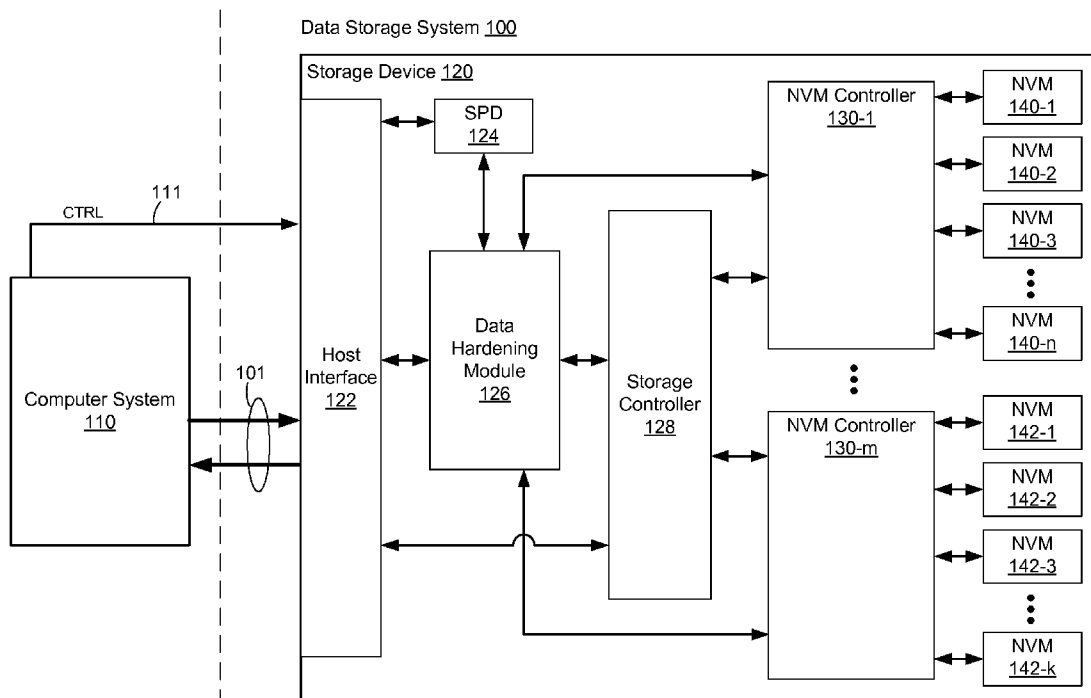 Data Storage System 100
Storage Device 120
CTRL
111
Computer System
110
101
Host
Interface
122
SPD
124
Data
Hardening
Module
126
Storage
Controller
128
NVM Controller
130-1
NVM Controller
130-m
NVM
140-1
NVM
140-2
NVM
140-3
NVM
140-n
NVM
142-1
NVM
142-2
NVM
142-3
NVM
142-k